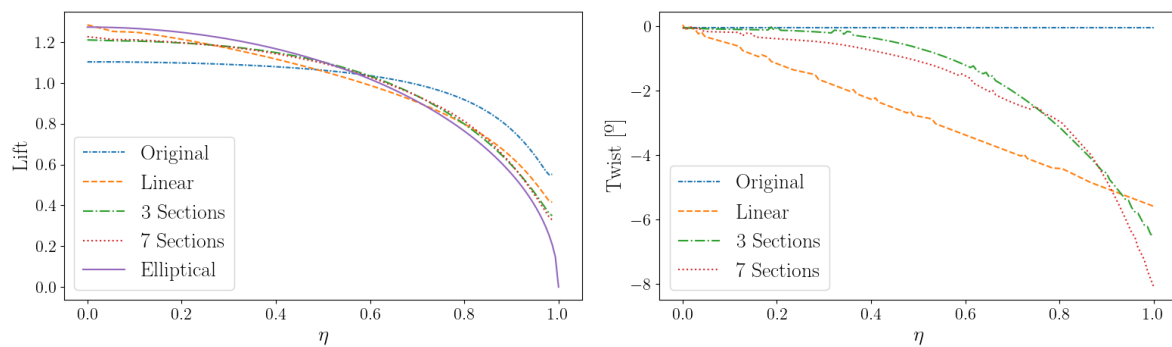 Lift
1.2
1.0
0.8
0.6
0.4
0.2
0.0
Original
Linear
3 Sections
7 Sections
Elliptical
0.0 0.2 0.4 0.6 0.8 1.0
η
Twist [º]
0
−2
−4
−6
−8
Original
Linear
3 Sections
7 Sections
0.0 0.2 0.4 0.6 0.8 1.0
η